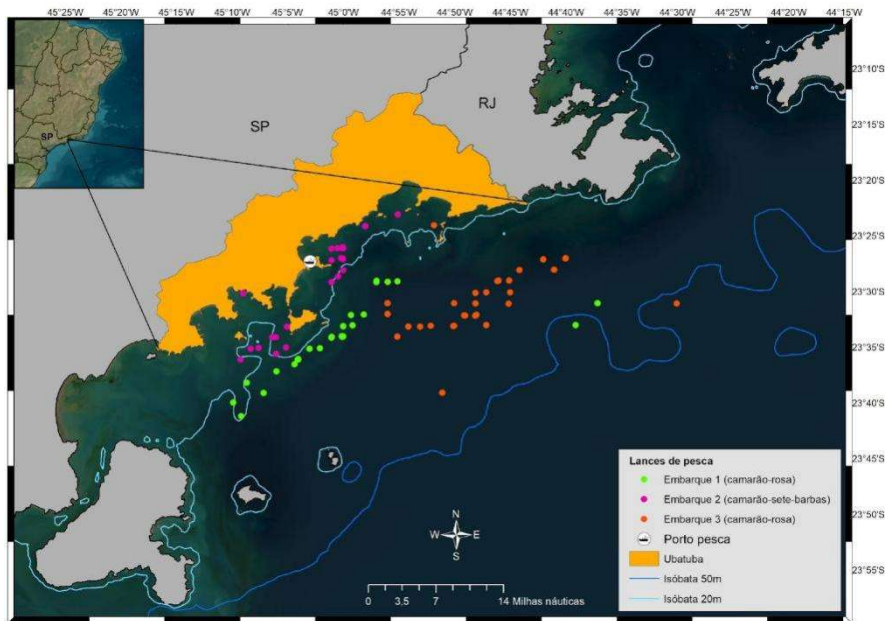 45°25'W 45°20'W 45°15'W 45°10'W 45°5'W 45°0'W 44°55'W 44°50'W 44°45'W 44°40'W 44°35'W 44°30'W 44°25'W 44°20'W 44°15'W
23°10'S
23°15'S
23°20'S
23°25'S
23°30'S
23°35'S
23°40'S
23°45'S
23°50'S
23°55'S
SP
RJ
SP
Lances de pesca
Embarque 1 (camarão-rosa)
Embarque 2 (camarão-sete-barbas)
Embarque 3 (camarão-rosa)
Porto pesca
Ubatuba
Isóbata 50m
Isóbata 20m
N
W E
S
0 3,5 7 14 Milhas náuticas